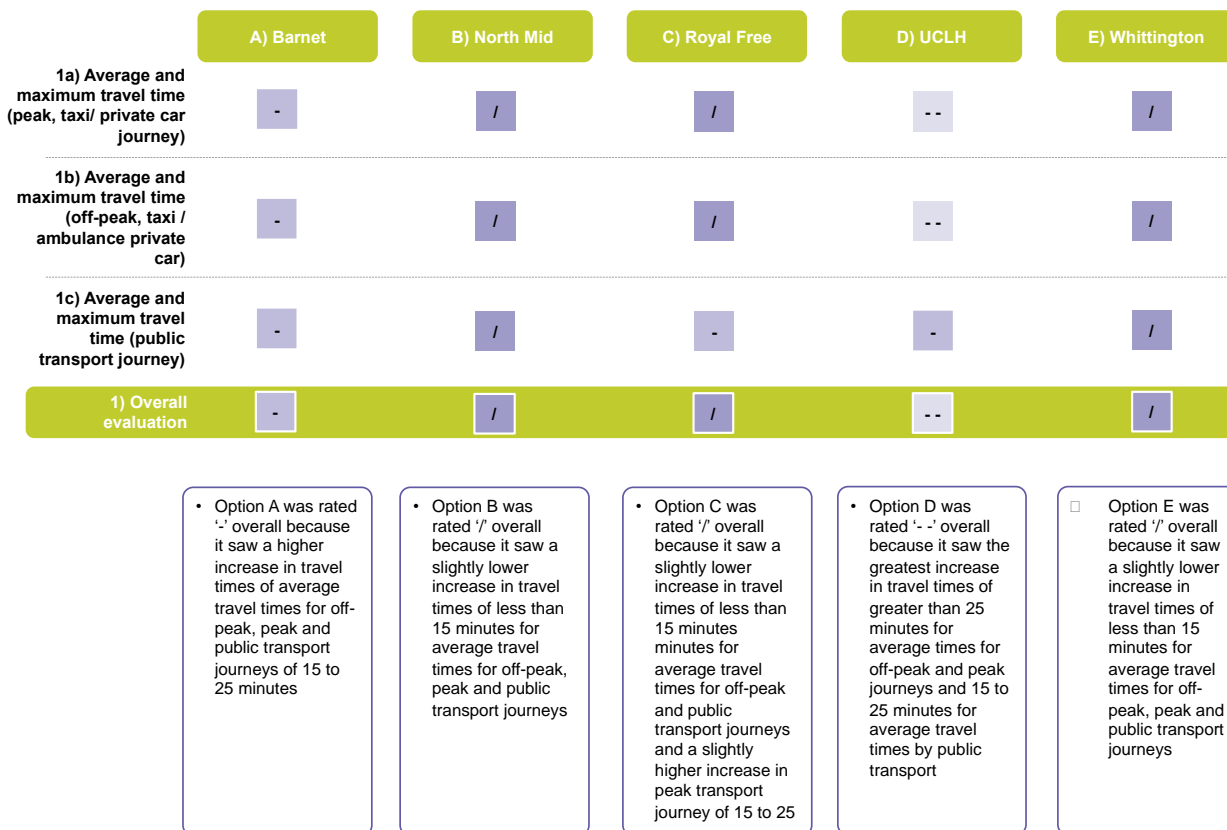 A) Barnet
B) North Mid
C) Royal Free
D) UCLH
E) Whittington
1a) Average and
maximum travel time
(peak, taxi/ private car
journey)
-
/
/
- -
/
1b) Average and
maximum travel time
(off-peak, taxi /
ambulance private
car)
-
/
/
- -
/
1c) Average and
maximum travel
time (public
transport journey)
-
/
-
-
/
1) Overall
evaluation
-
/
/
- -
/
• Option A was rated
‘-’ overall because
it saw a higher
increase in travel
times of average
travel times for off-
peak, peak and
public transport
journeys of 15 to
25 minutes
• Option B was
rated ‘/’ overall
because it saw a
slightly lower
increase in travel
times of less than
15 minutes for
average travel
times for off-peak,
peak and public
transport journeys
• Option C was
rated ‘/’ overall
because it saw a
slightly lower
increase in travel
times of less than
15 minutes
minutes for
average travel
times for off-peak
and public
transport journeys
and a slightly
higher increase in
peak transport
journey of 15 to 25
• Option D was
rated ‘- -’ overall
because it saw the
greatest increase
in travel times of
greater than 25
minutes for
average times for
off-peak and peak
journeys and 15 to
25 minutes for
average travel
times by public
transport
Option E was
rated ‘/’ overall
because it saw
a slightly lower
increase in
travel times of
less than 15
minutes for
average travel
times for off-
peak, peak and
public transport
journeys